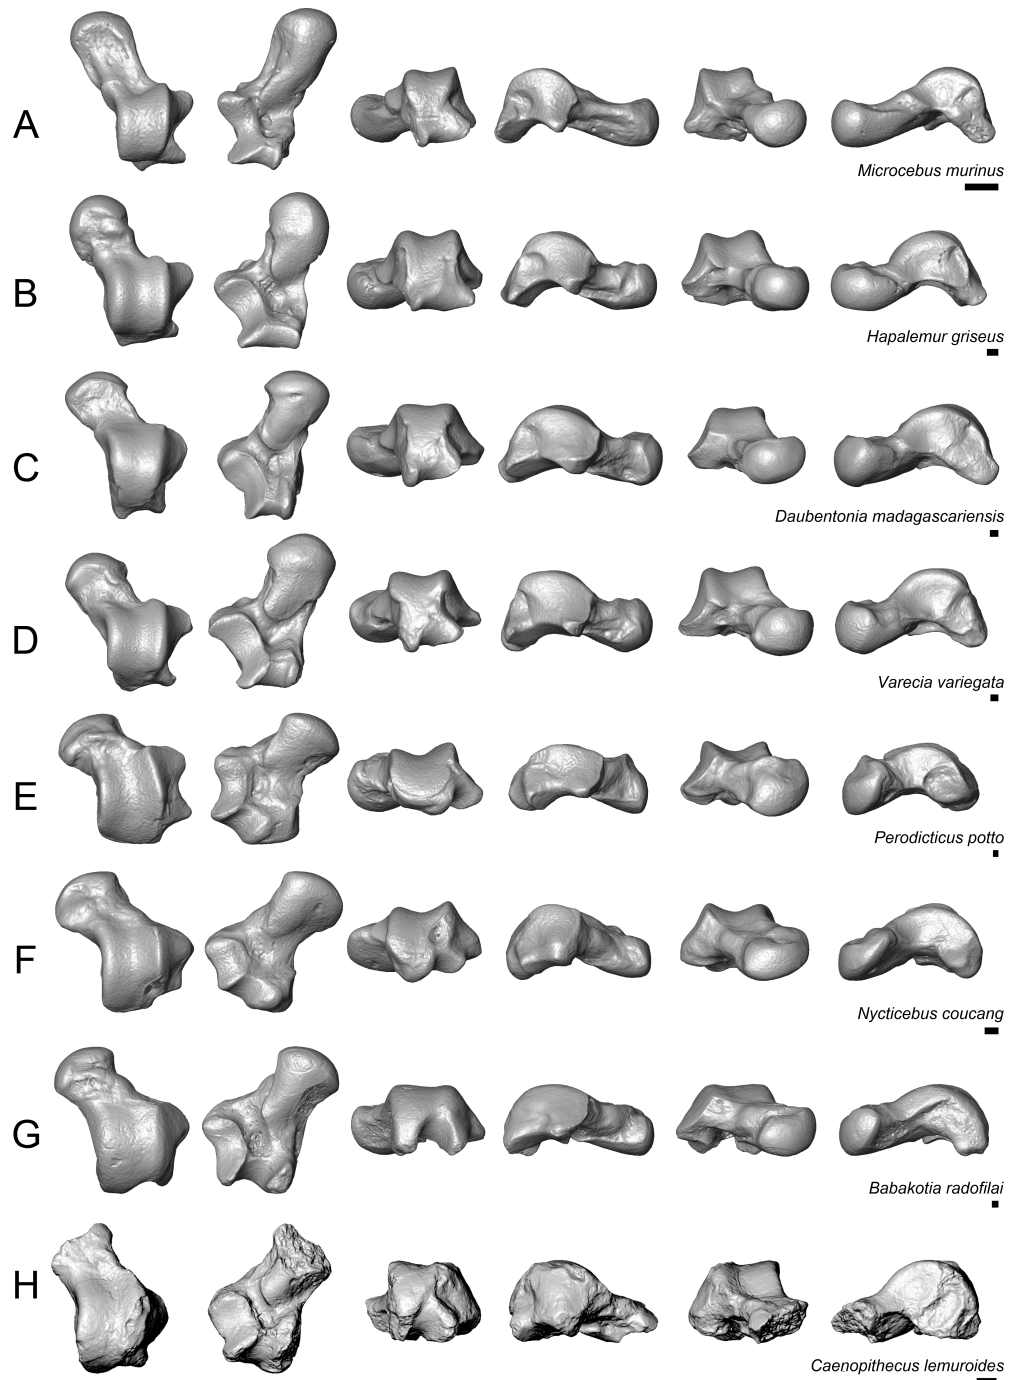 A
Microcebus murinus
B
Hapalemur griseus
C
Daubentonia madagascariensis
D
Varecia variegata
E
Perodicticus potto
F
Nycticebus coucang
G
Babakotia radofilai
H
Caenopithecus lemuroides